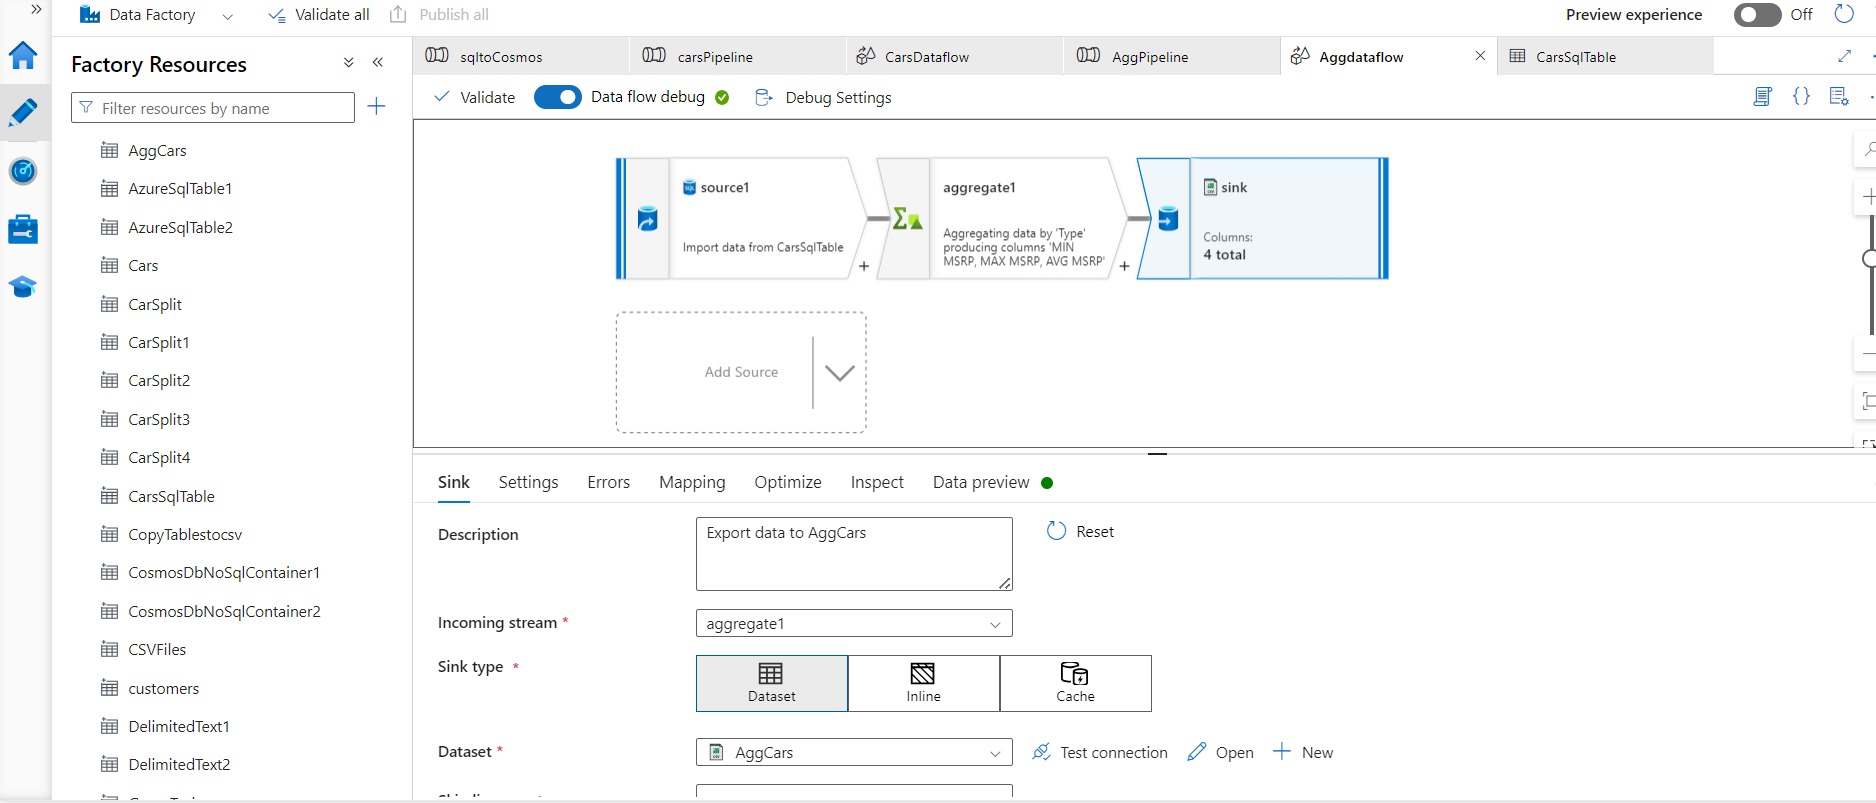 Data Factory
Validate all
Publish all
Preview experience
Off
Factory Resources
Filter resources by name
AggCars
AzureSqlTable1
AzureSqlTable2
Cars
CarSplit
CarSplit1
CarSplit2
CarSplit3
CarSplit4
CarsSqlTable
CopyTablestocsv
CosmosDbNoSqlContainer1
CosmosDbNoSqlContainer2
CSVFiles
customers
DelimitedText1
DelimitedText2
sqltoCosmos
carsPipeline
CarsDataflow
AggPipeline
Aggdataflow
CarsSqlTable
Validate
Data flow debug
Debug Settings
source1
Import data from CarsSqlTable
aggregate1
Aggregating data by 'Type'
producing columns 'MIN
MSRP, MAX MSRP, AVG MSRP'
sink
Columns:
4 total
Add Source
Sink
Settings
Errors
Mapping
Optimize
Inspect
Data preview
Description
Export data to AggCars
Reset
Incoming stream *
aggregate1
Sink type *
Dataset
Inline
Cache
Dataset *
AggCars
Test connection
Open
New